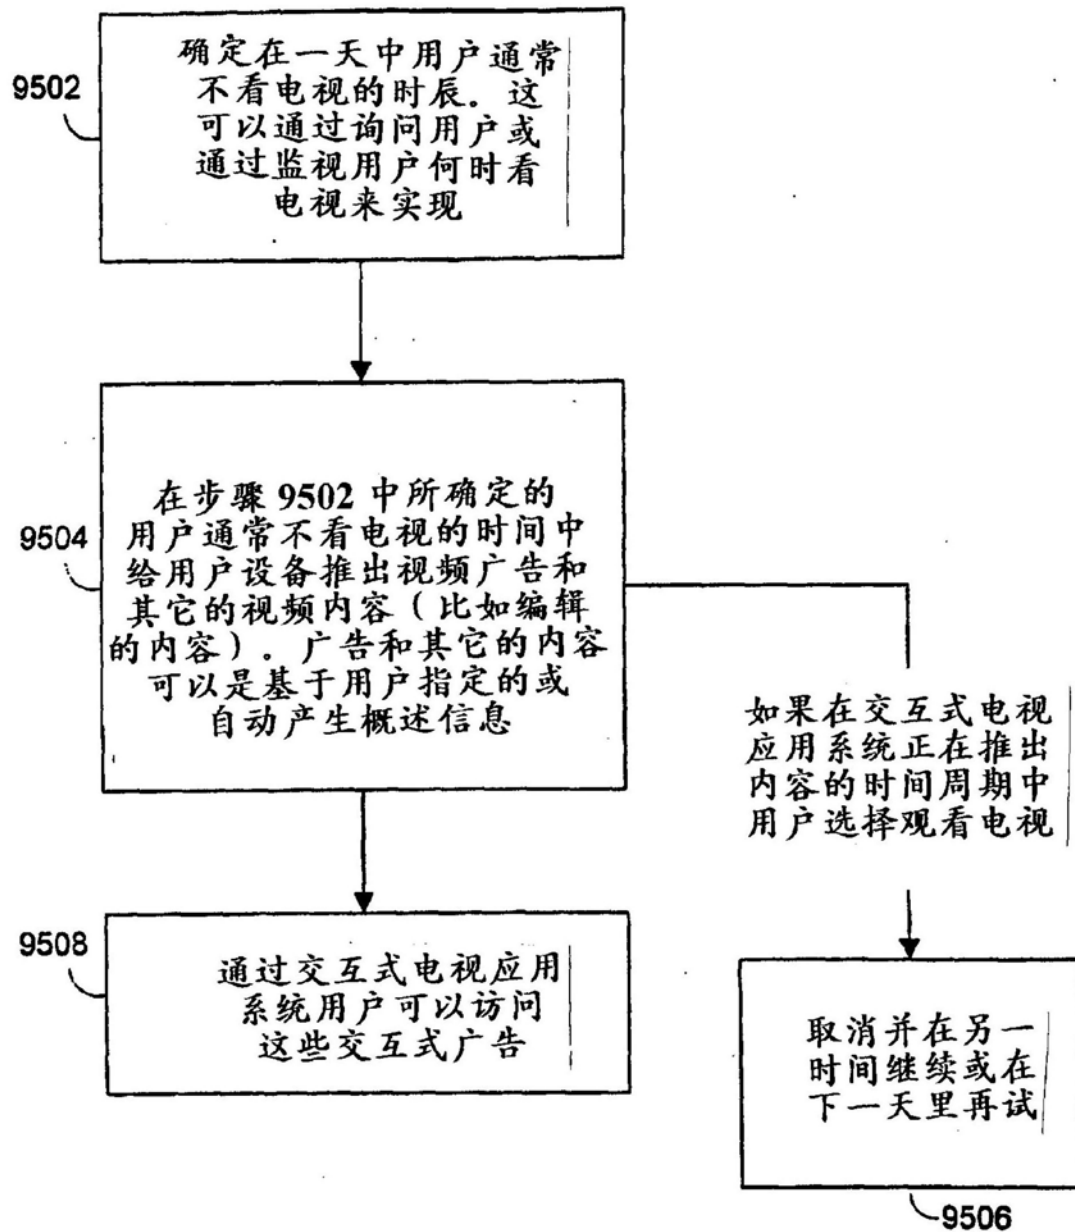 9502
确定在一天中用户通常
不看电视的时辰. 这
可以通过询问用户或
通过监视用户何时看
电视来实现
9504
在步骤 9502 中所确定的
用户通常不看电视的时间中
给用户设备推出视频广告和
其它的视频内容（比如编辑
的内容）. 广告和其它的内容
可以是基于用户指定的或
自动产生概述信息
如果在交互式电视
应用系统正在推出
内容的时间周期中
用户选择观看电视
9508
通过交互式电视应用
系统用户可以访问
这些交互式广告
取消并在另一
时间继续或在
下一天里再试
9506